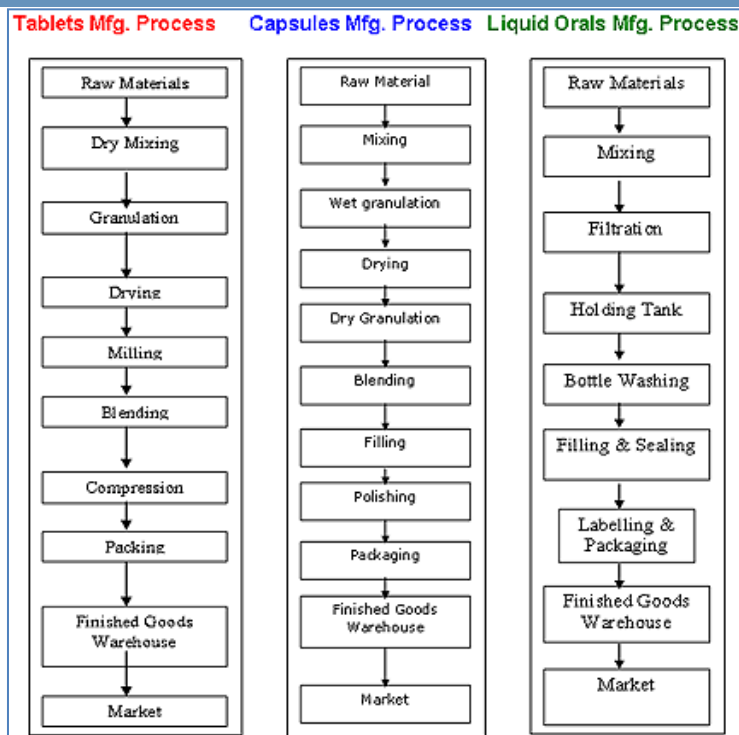 Tablets Mfg. Process
Raw Materials
Dry Mixing
Granulation
Drying
Milling
Blending
Compression
Packing
Finished Goods
Warehouse
Market
Capsules Mfg. Process
Raw Material
Mixing
Wet granulation
Drying
Dry Granulation
Blending
Filling
Polishing
Packaging
Finished Goods
Warehouse
Market
Liquid Orals Mfg. Process
Raw Materials
Mixing
Filtration
Holding Tank
Bottle Washing
Filling & Sealing
Labelling &
Packaging
Finished Goods
Warehouse
Market